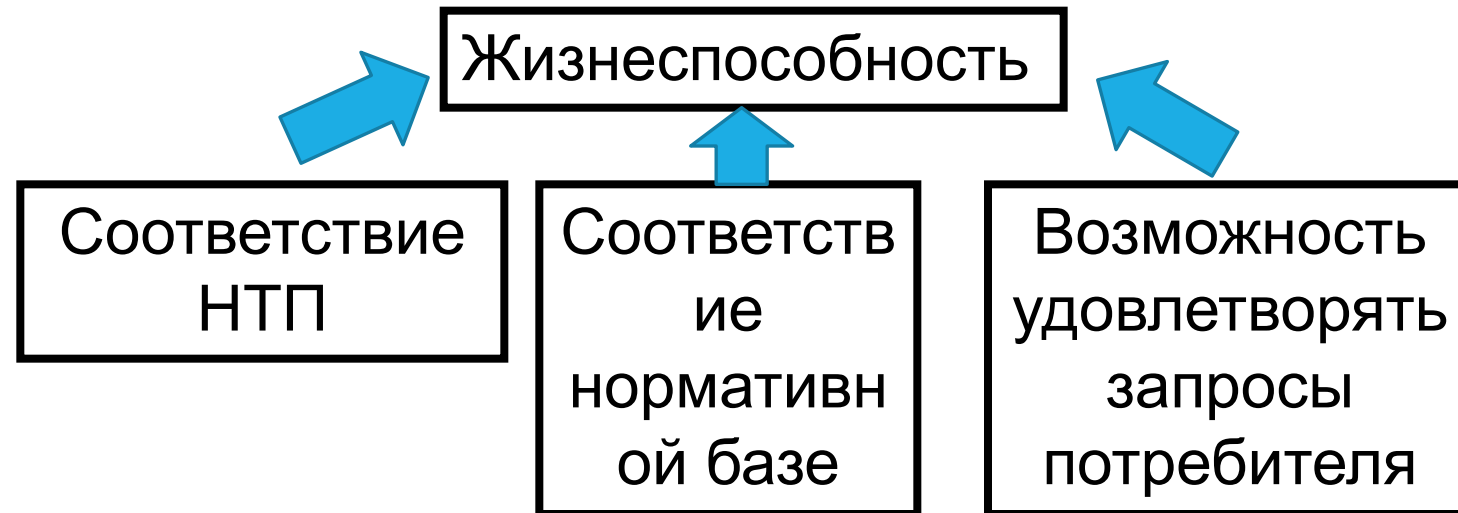 Жизнеспособность
Соответствие
НТП
Соответств
ие
нормативн
ой базе
Возможность
удовлетворять
запросы
потребителя